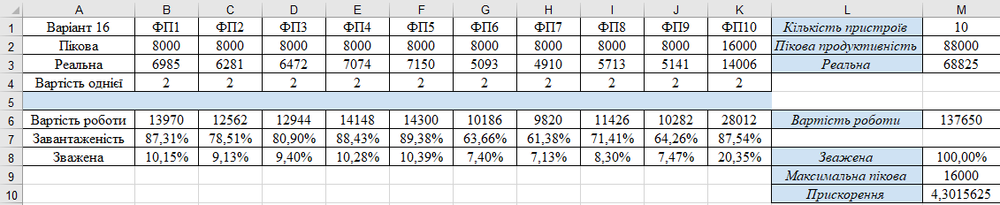 A B C D E F G H I J K L M
1 Варіант 16 ФП1 ФП2 ФП3 ФП4 ФП5 ФП6 ФП7 ФП8 ФП9 ФП10 Кількість пристроїв 10
2 Пікова 8000 8000 8000 8000 8000 8000 8000 8000 8000 16000 Пікова продуктивність 88000
3 Реальна 6985 6281 6472 7074 7150 5093 4910 5713 5141 14006 Реальна 68825
4 Вартість однієї 2 2 2 2 2 2 2 2 2 2
5
6 Вартість роботи 13970 12562 12944 14148 14300 10186 9820 11426 10282 28012 Вартість роботи 137650
7 Завантаженість 87,31% 78,51% 80,90% 88,43% 89,38% 63,66% 61,38% 71,41% 64,26% 87,54%
8 Зважена 10,15% 9,13% 9,40% 10,28% 10,39% 7,40% 7,13% 8,30% 7,47% 20,35% Зважена 100,00%
9 Максимальна пікова 16000
10 Прискорення 4,3015625